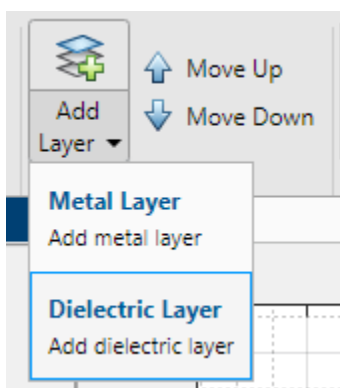 Add
Layer
Move Up
Move Down
Metal Layer
Add metal layer
Dielectric Layer
Add dielectric layer